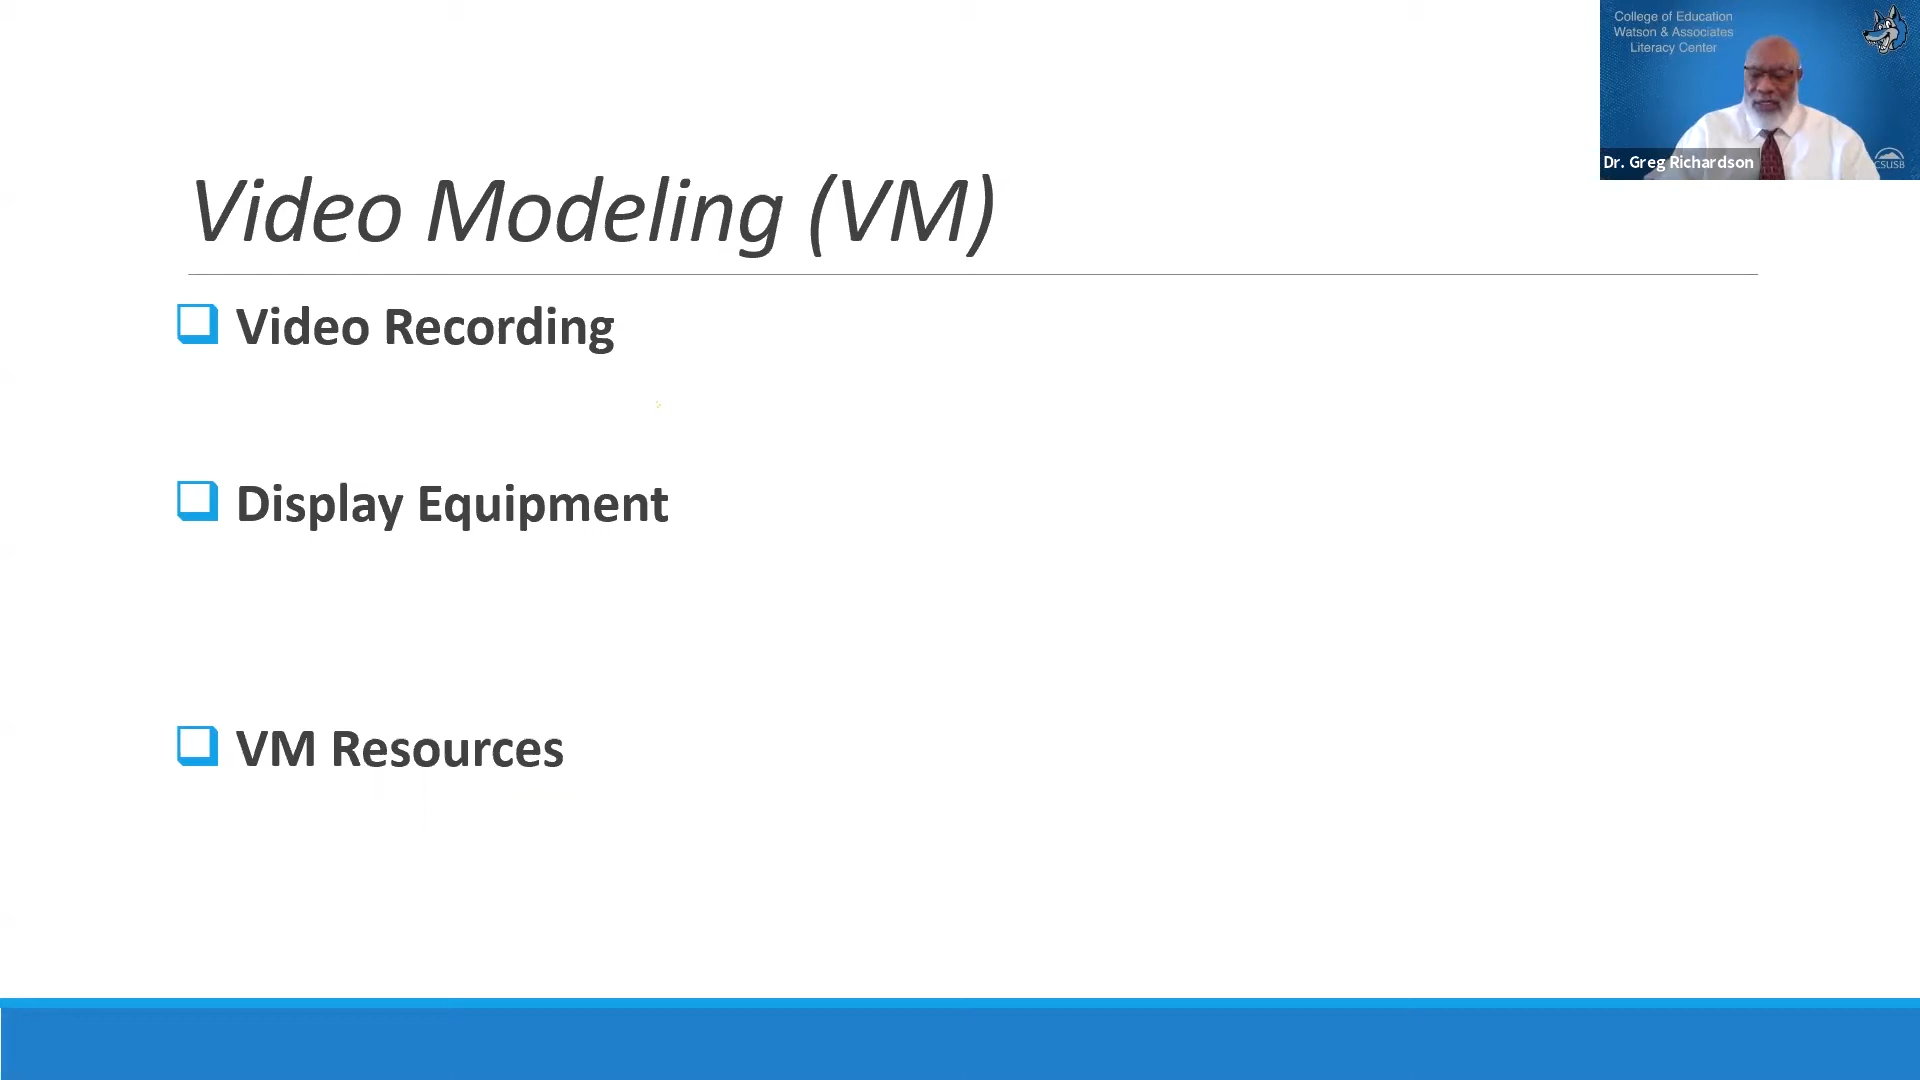 College of Education
Watson & Associates
Literacy Center
Dr. Greg Richardson
CSUSB
Video Modeling (VM)
Video Recording
Display Equipment
VM Resources